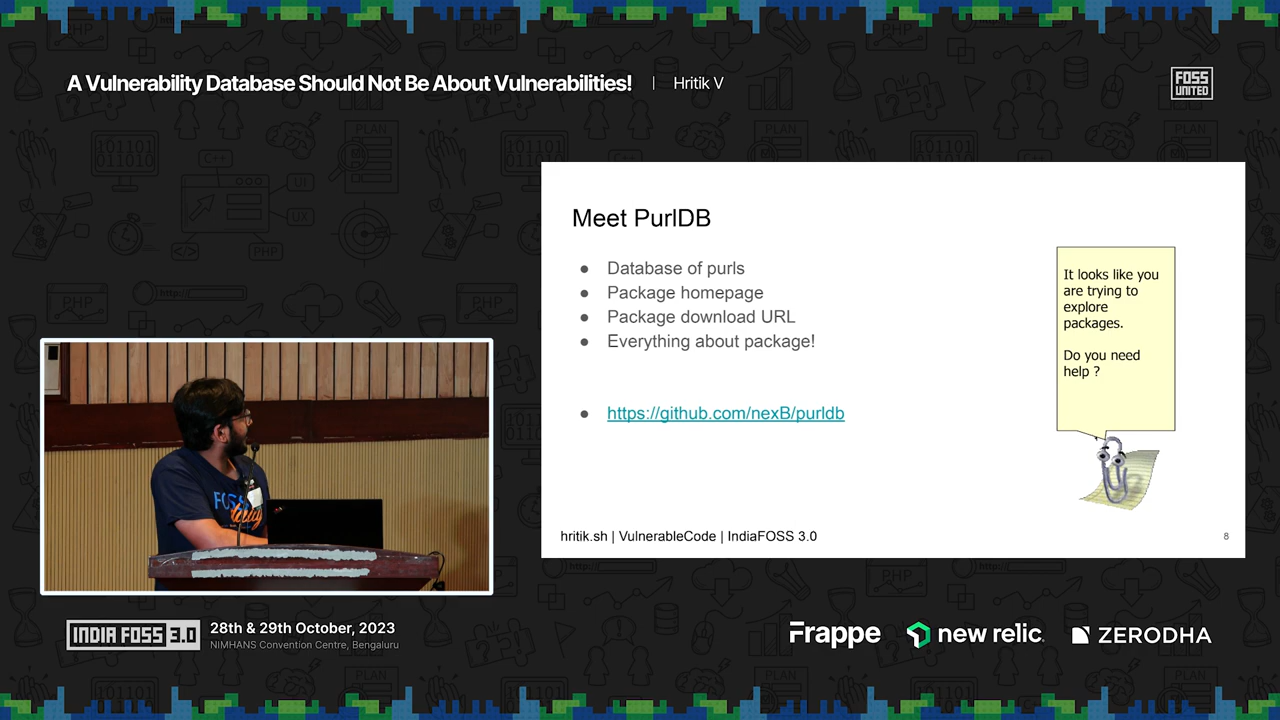 A Vulnerability Database Should Not Be About Vulnerabilities! | Hritik V
FOSS
UNITED
Meet PurlDB
● Database of purls
● Package homepage
● Package download URL
● Everything about package!
● https://github.com/nexB/purldb
It looks like you
are trying to
explore
packages.
Do you need
help ?
hritik.sh | VulnerableCode | IndiaFOSS 3.0
8
INDIA FOSS 3.0
28th & 29th October, 2023
NIMHANS Convention Centre, Bengaluru
Frappe
new relic
ZERODHA